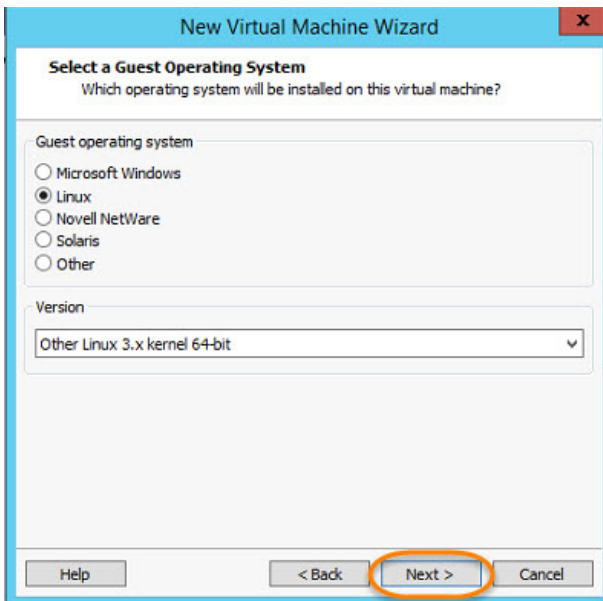 New Virtual Machine Wizard
x
Select a Guest Operating System
Which operating system will be installed on this virtual machine?
Guest operating system
Microsoft Windows
Linux
Novell NetWare
Solaris
Other
Version
Other Linux 3.x kernel 64-bit
Help < Back Next > Cancel